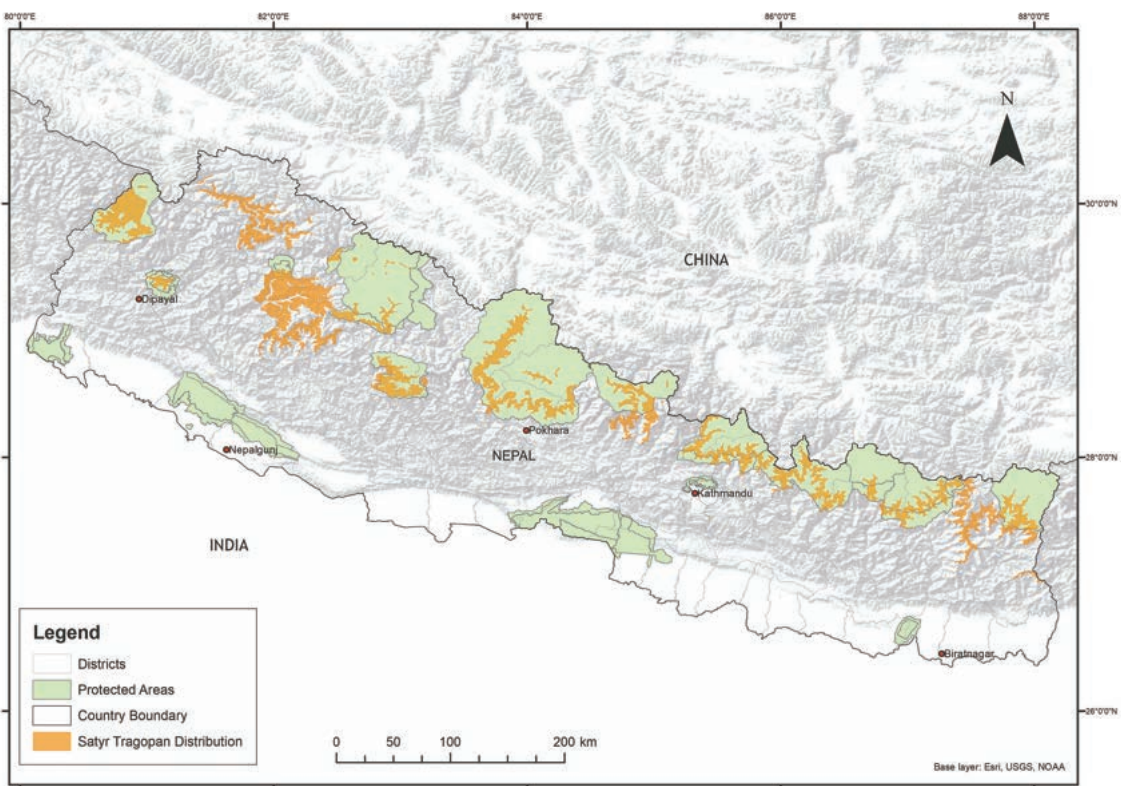 80°0'0"E
82°0'0"E
84°0'0"E
86°0'0"E
88°0'0"E
N
30°0'0"N
CHINA
Dipayal
Pokhara
NEPAL
28°0'0"N
Nepalgunj
Kathmandu
INDIA
Biratnagar
26°0'0"N
Legend
Districts
Protected Areas
Country Boundary
Satyr Tragopan Distribution
0 50 100 200 km
Base layer: Esri, USGS, NOAA